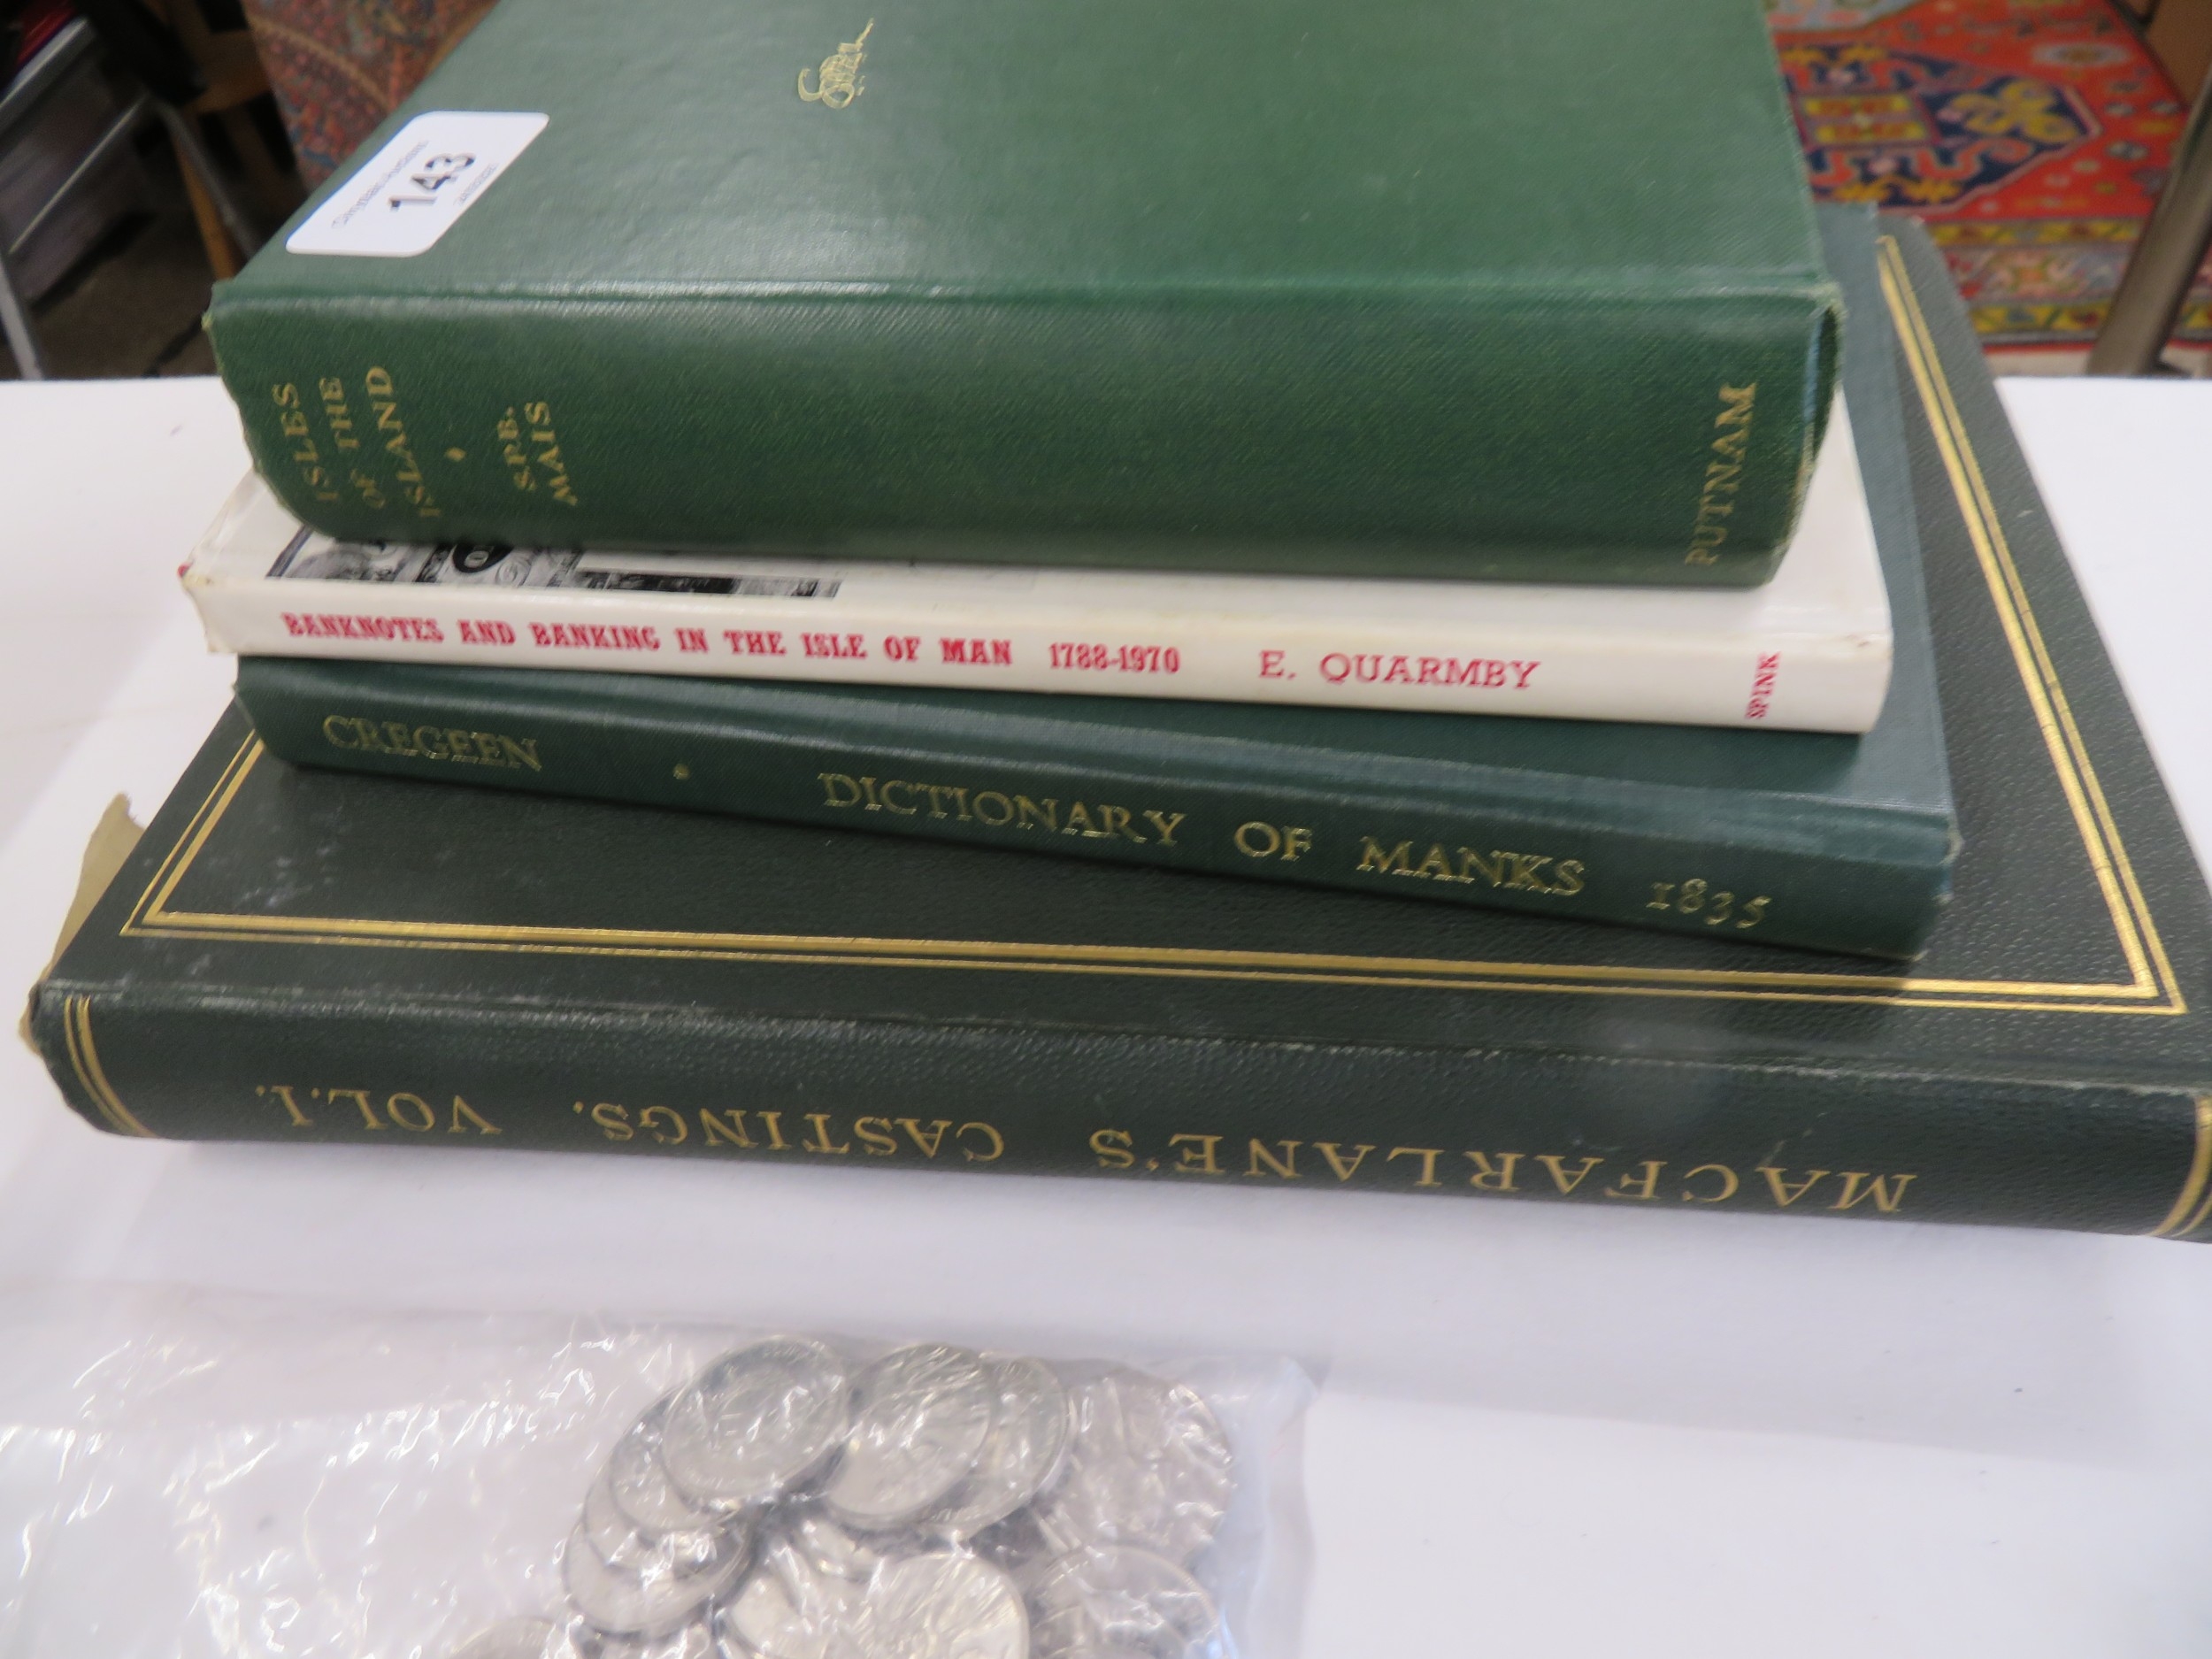 143
ISLES
OF THE
ISLAND
S.P.B.
MAIS
PUTNAM
BANKNOTES AND BANKING IN THE ISLE OF MAN 1788-1970 E. QUARMBY SPINK
CREGEEN • DICTIONARY OF MANKS 1835
MACFARLANE'S CASTINGS. VOL.I.